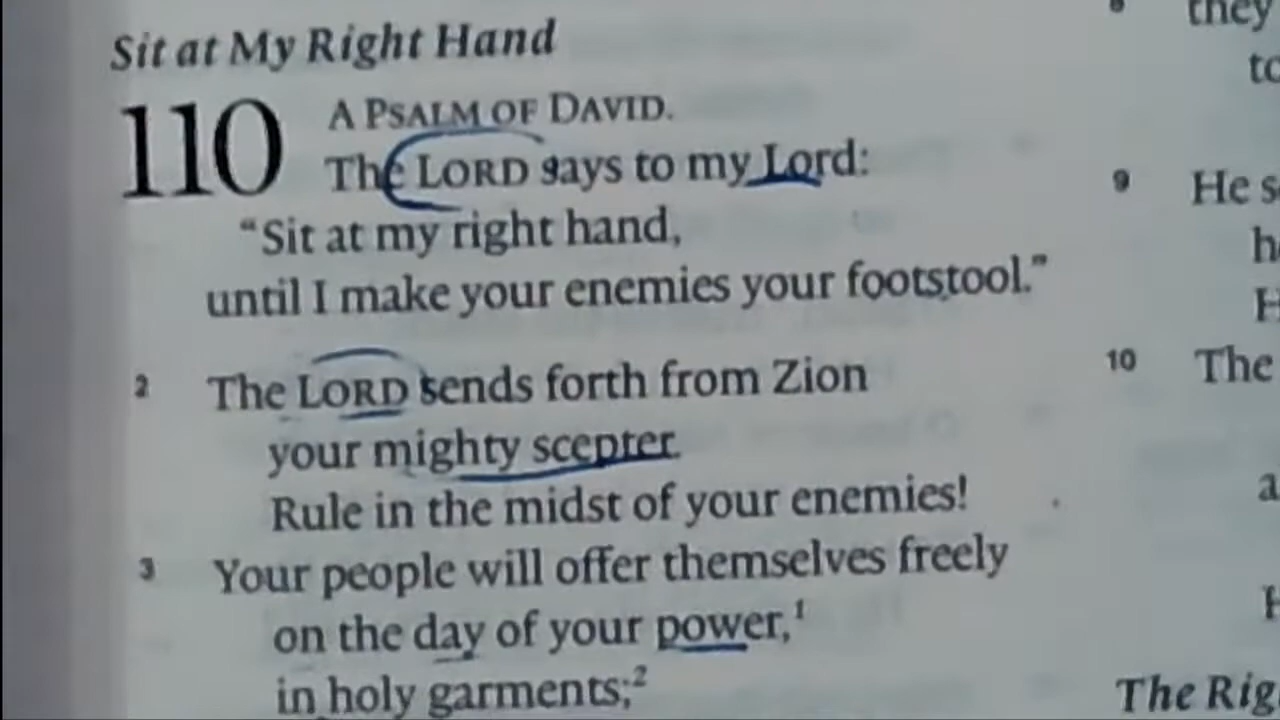 Sit at My Right Hand
110 A PSALM OF DAVID.
The LORD says to my Lord:
“Sit at my right hand,
until I make your enemies your footstool.”
2 The LORD sends forth from Zion
your mighty scepter.
Rule in the midst of your enemies!
3 Your people will offer themselves freely
on the day of your power,1
in holy garments;2
they
9 He
10 The
The